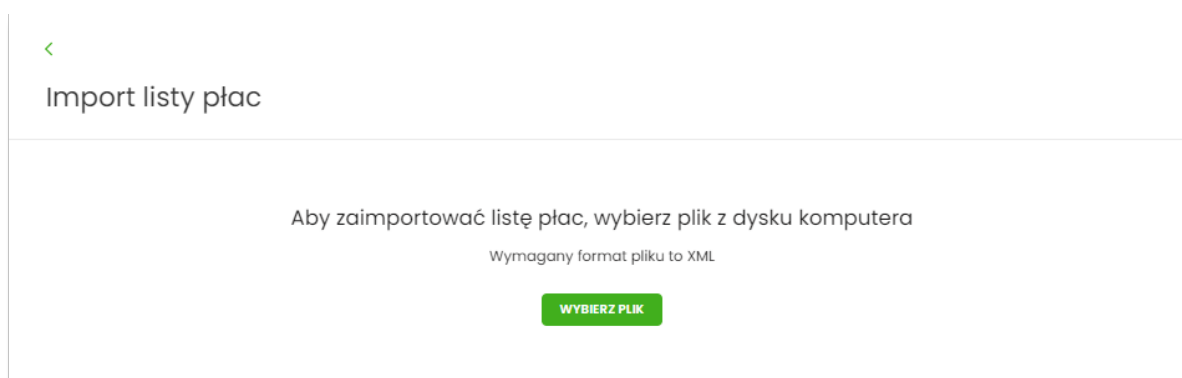 Import listy płac
Aby zaimportować listę płac, wybierz plik z dysku komputera
Wymagany format pliku to XML
WYBIERZ PLIK